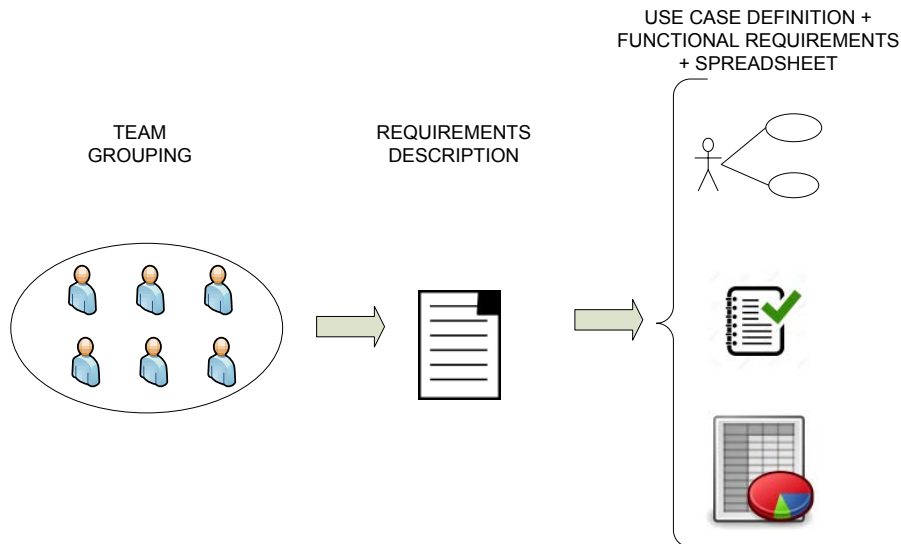 TEAM
GROUPING
REQUIREMENTS
DESCRIPTION
USE CASE DEFINITION +
FUNCTIONAL REQUIREMENTS
+ SPREADSHEET